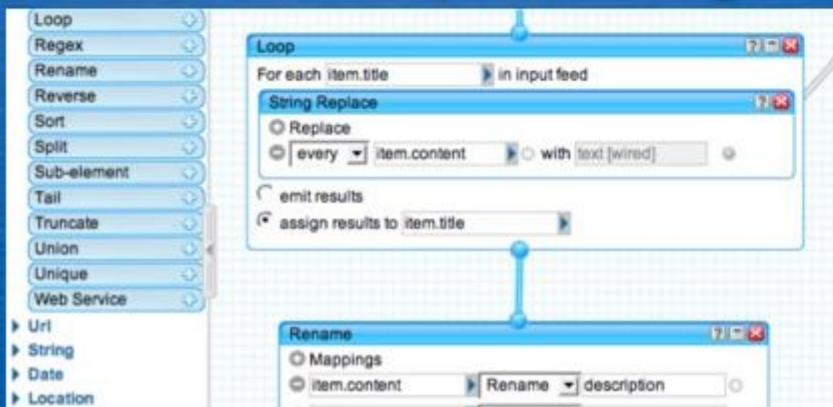 Loop
Regex
Rename
Reverse
Sort
Split
Sub-element
Tail
Truncate
Union
Unique
Web Service
Url
String
Date
Location
Loop
For each item.title in input feed
String Replace
Replace
every item.content with text [wired]
emit results
assign results to item.title
Rename
Mappings
item.content Rename description